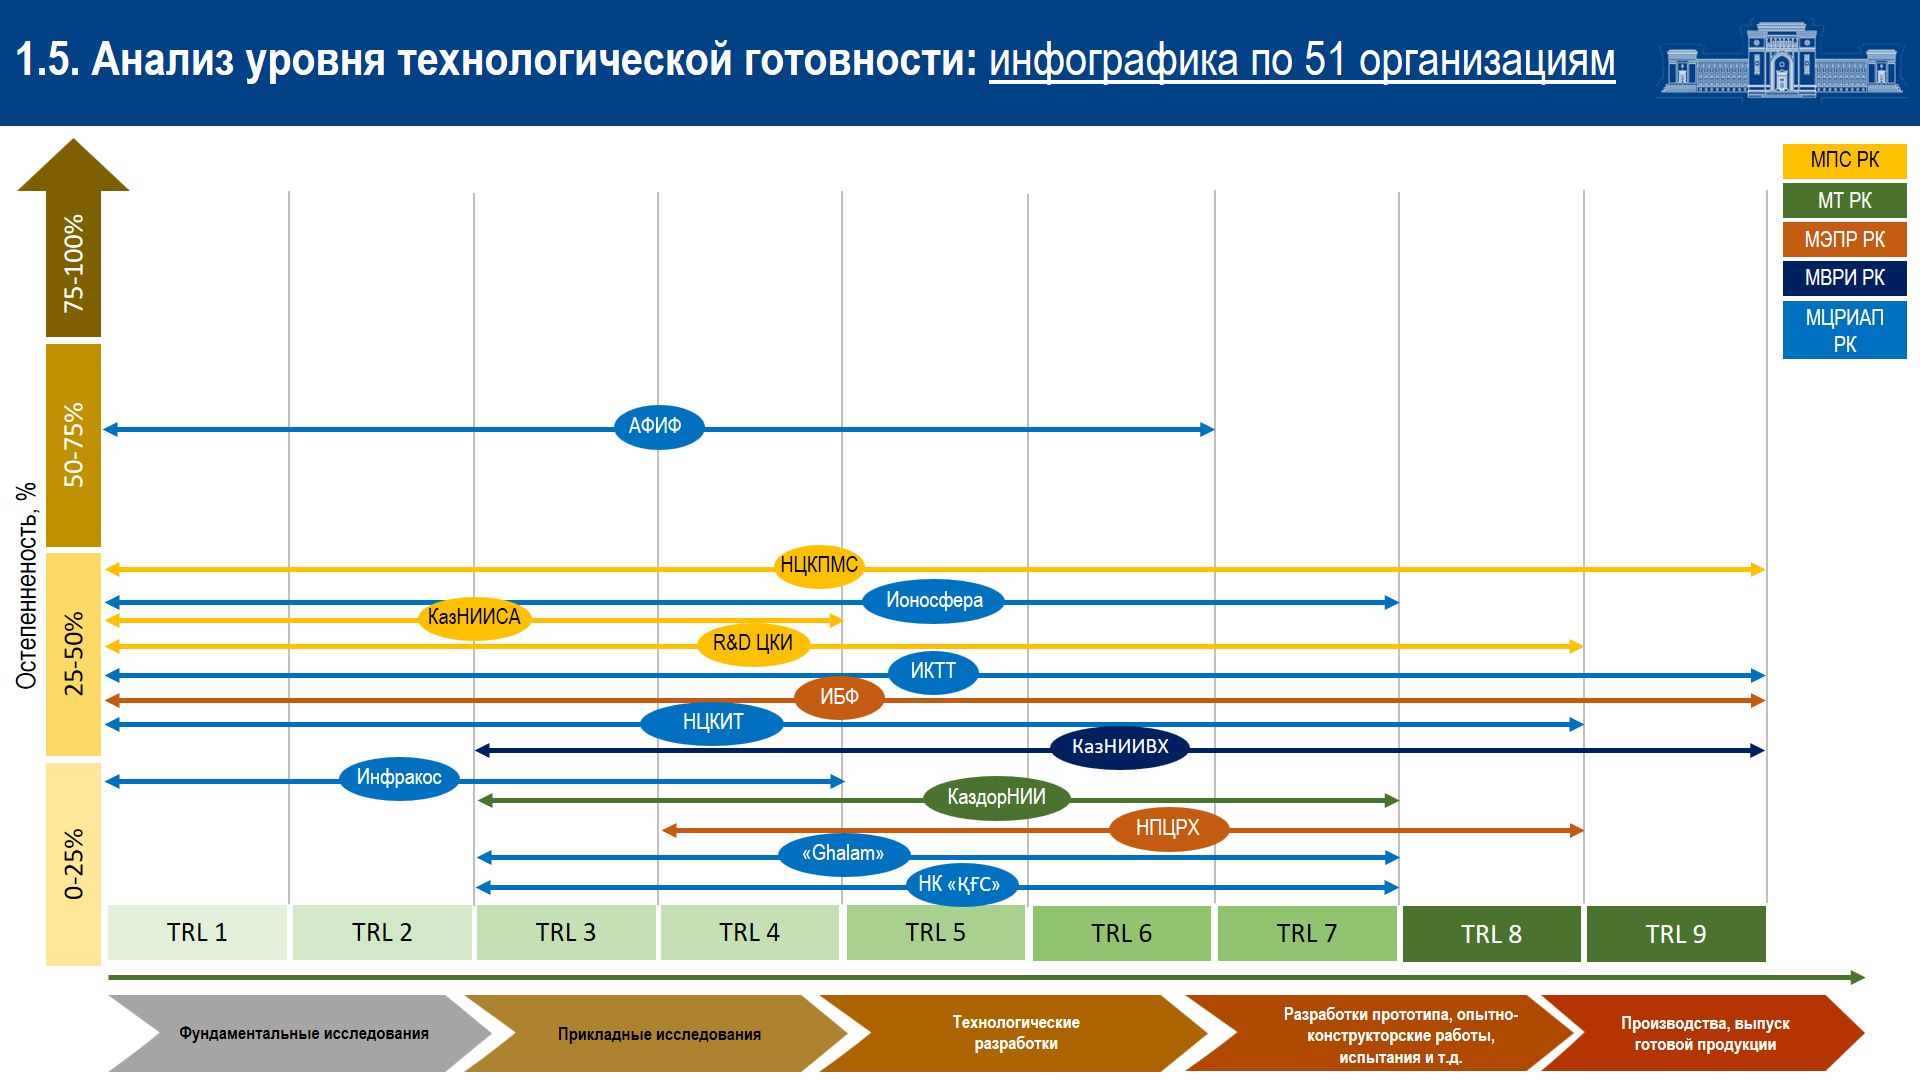 1.5. Анализ уровня технологической готовности: инфографика по 51 организациям
МПС РК
МТ РК
МЭПР РК
МВРИ РК
МЦРИАП
РК
Остепененность, %
75-100%
50-75%
25-50%
0-25%
АФИФ
НЦКПМС
Ионосфера
КазНИИСА
R&D ЦКИ
ИКТТ
ИБФ
НЦКИТ
КазНИИВХ
Инфракос
КаздорНИИ
НПЦРХ
«Ghalam»
НК «ҚҒС»
TRL 1
TRL 2
TRL 3
TRL 4
TRL 5
TRL 6
TRL 7
TRL 8
TRL 9
Фундаментальные исследования
Прикладные исследования
Технологические
разработки
Разработки прототипа, опытно-
конструкторские работы,
испытания и т.д.
Производства, выпуск
готовой продукции